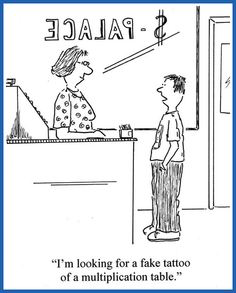 PALACE
“I’m looking for a fake tattoo
of a multiplication table.”